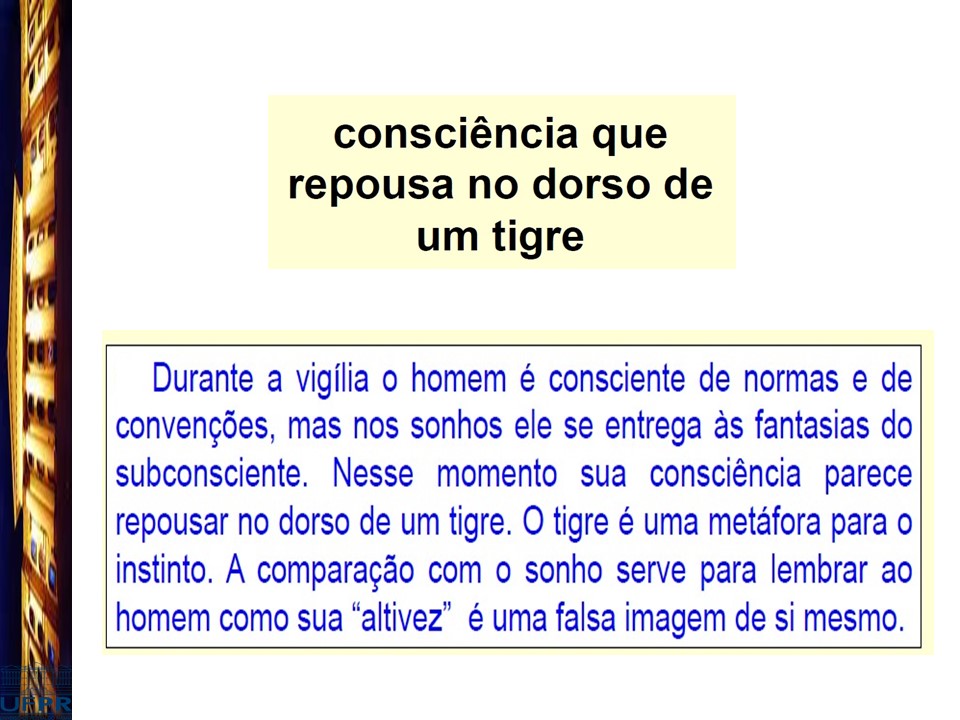 consciência que
repousa no dorso de
um tigre
Durante a vigília o homem é consciente de normas e de
convenções, mas nos sonhos ele se entrega às fantasias do
subconsciente. Nesse momento sua consciência parece
repousar no dorso de um tigre. O tigre é uma metáfora para o
instinto. A comparação com o sonho serve para lembrar ao
homem como sua “altivez” é uma falsa imagem de si mesmo.
UFPR